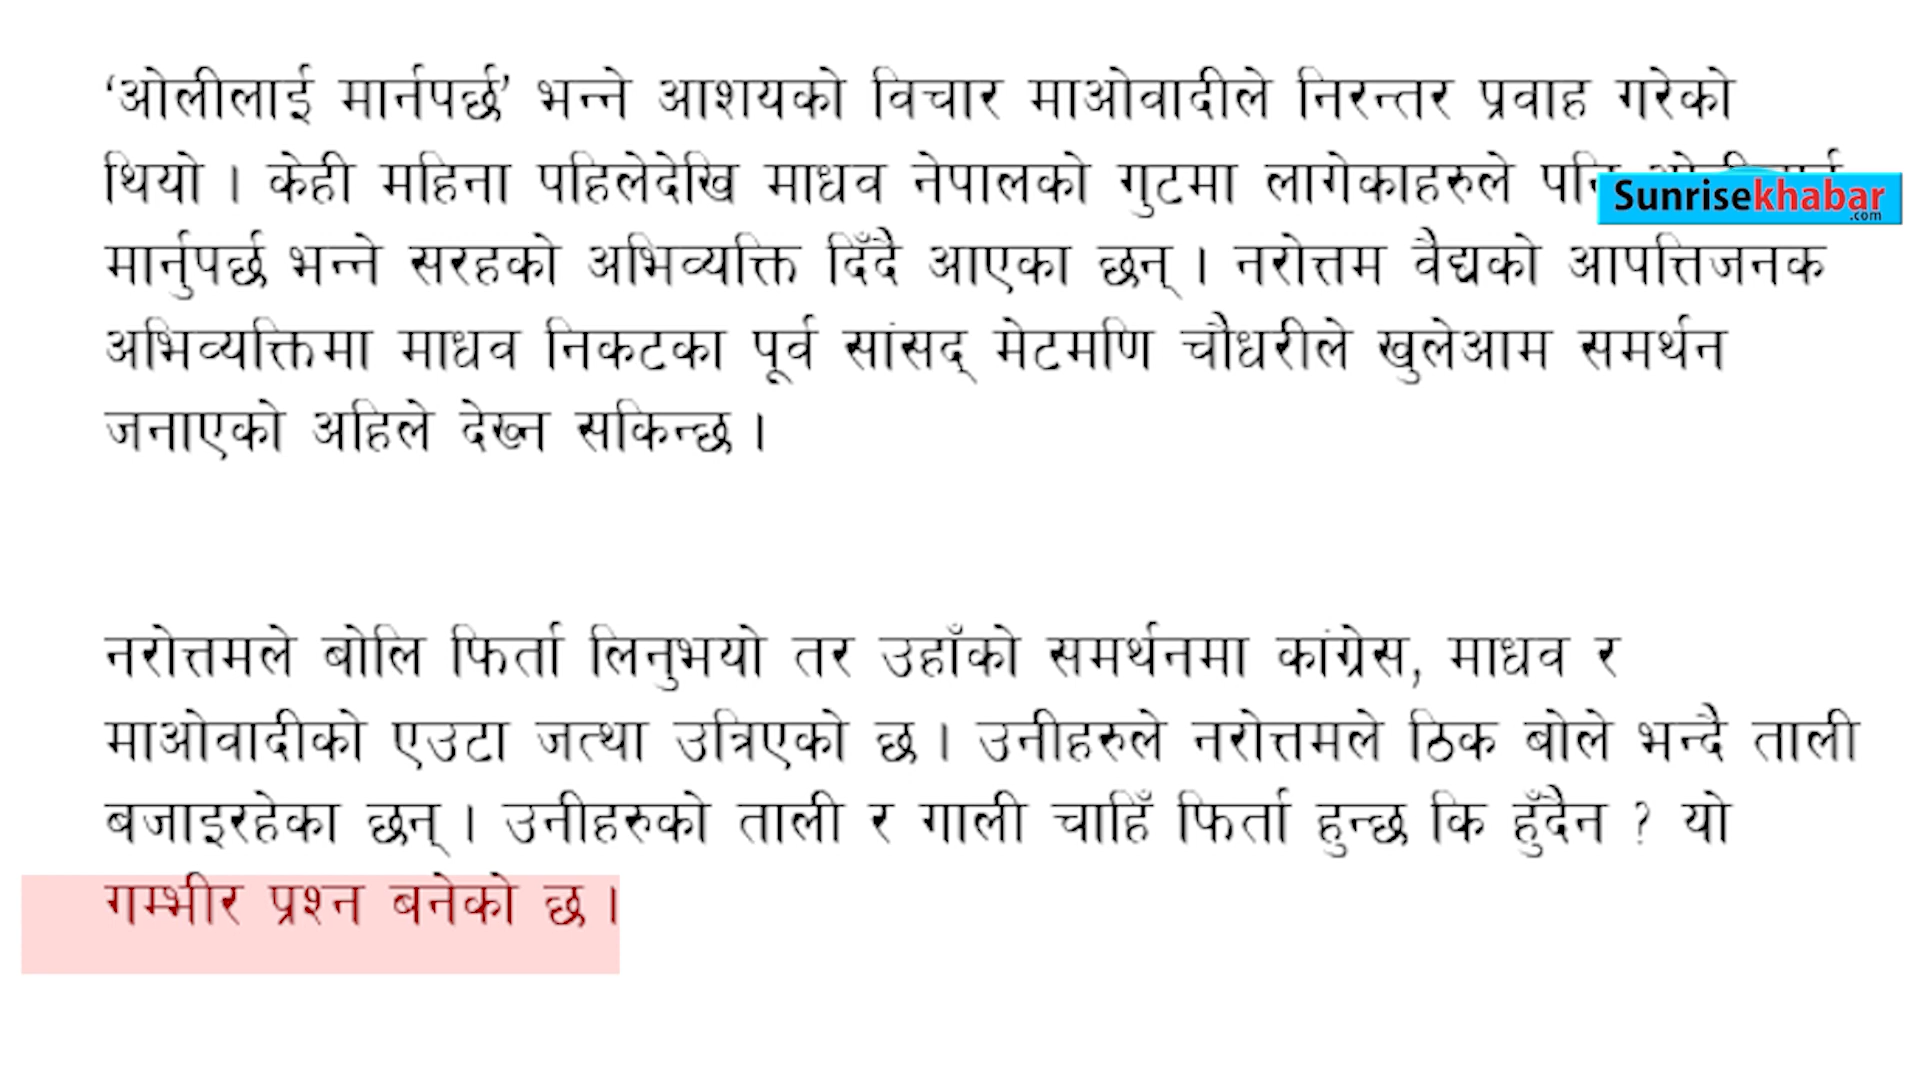 ‘ओलीलाई मार्नपर्छ’ भन्ने आशयको विचार माओवादीले निरन्तर प्रवाह गरेको
थियो । केही महिना पहिलेदेखि माधव नेपालको गुटमा लागेकाहरुले पनि
Sunrisekhabar
.com
मार्नुपर्छ भन्ने सरहको अभिव्यक्ति दिँदै आएका छन् । नरोत्तम वैद्यको आपत्तिजनक
अभिव्यक्तिमा माधव निकटका पूर्व सांसद् मेटमणि चौधरीले खुलेआम समर्थन
जनाएको अहिले देख्न सकिन्छ ।
नरोत्तमले बोलि फिर्ता लिनुभयो तर उहाँको समर्थनमा कांग्रेस, माधव र
माओवादीको एउटा जत्था उत्रिएको छ । उनीहरुले नरोत्तमले ठिक बोले भन्दै ताली
बजाइरहेका छन् । उनीहरुको ताली र गाली चाहिँ फिर्ता हुन्छ कि हुँदैन ? यो
गम्भीर प्रश्न बनेको छ ।